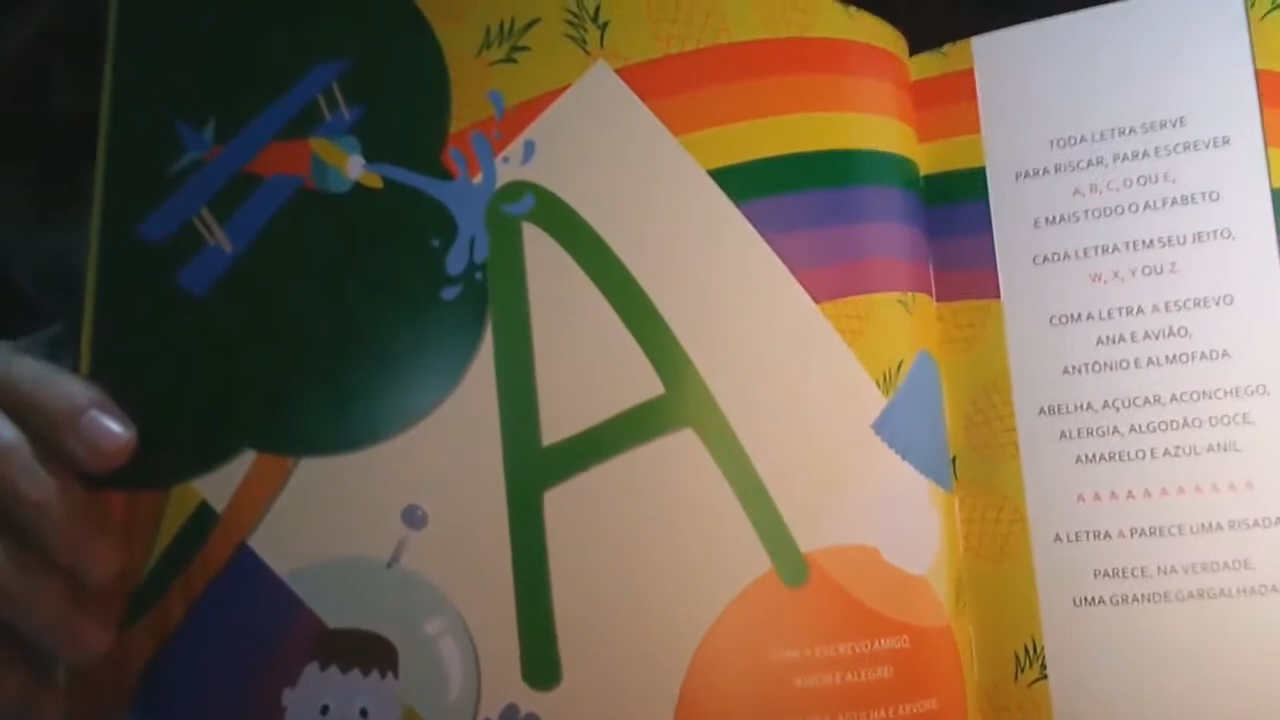 A
TODA LETRA SERVE
PARA RISCAR, PARA ESCREVER
A, B, C, D OU E,
E MAIS TODO O ALFABETO.
CADA LETRA TEM SEU JEITO,
W, X, Y OU Z.
COM A LETRA A ESCREVO
ANA E AVIÃO,
ANTÔNIO E ALMOFADA.
ABELHA, AÇÚCAR, ACONCHEGO,
ALERGIA, ALGODÃO-DOCE,
AMARELO E AZUL-ANIL
A A A A A A A A A A A
A LETRA A PARECE UMA RISADA
PARECE, NA VERDADE,
UMA GRANDE GARGALHADA
ESCREVO AMIGO,
E ALEGRE!
AGULHA E ÁRVORE